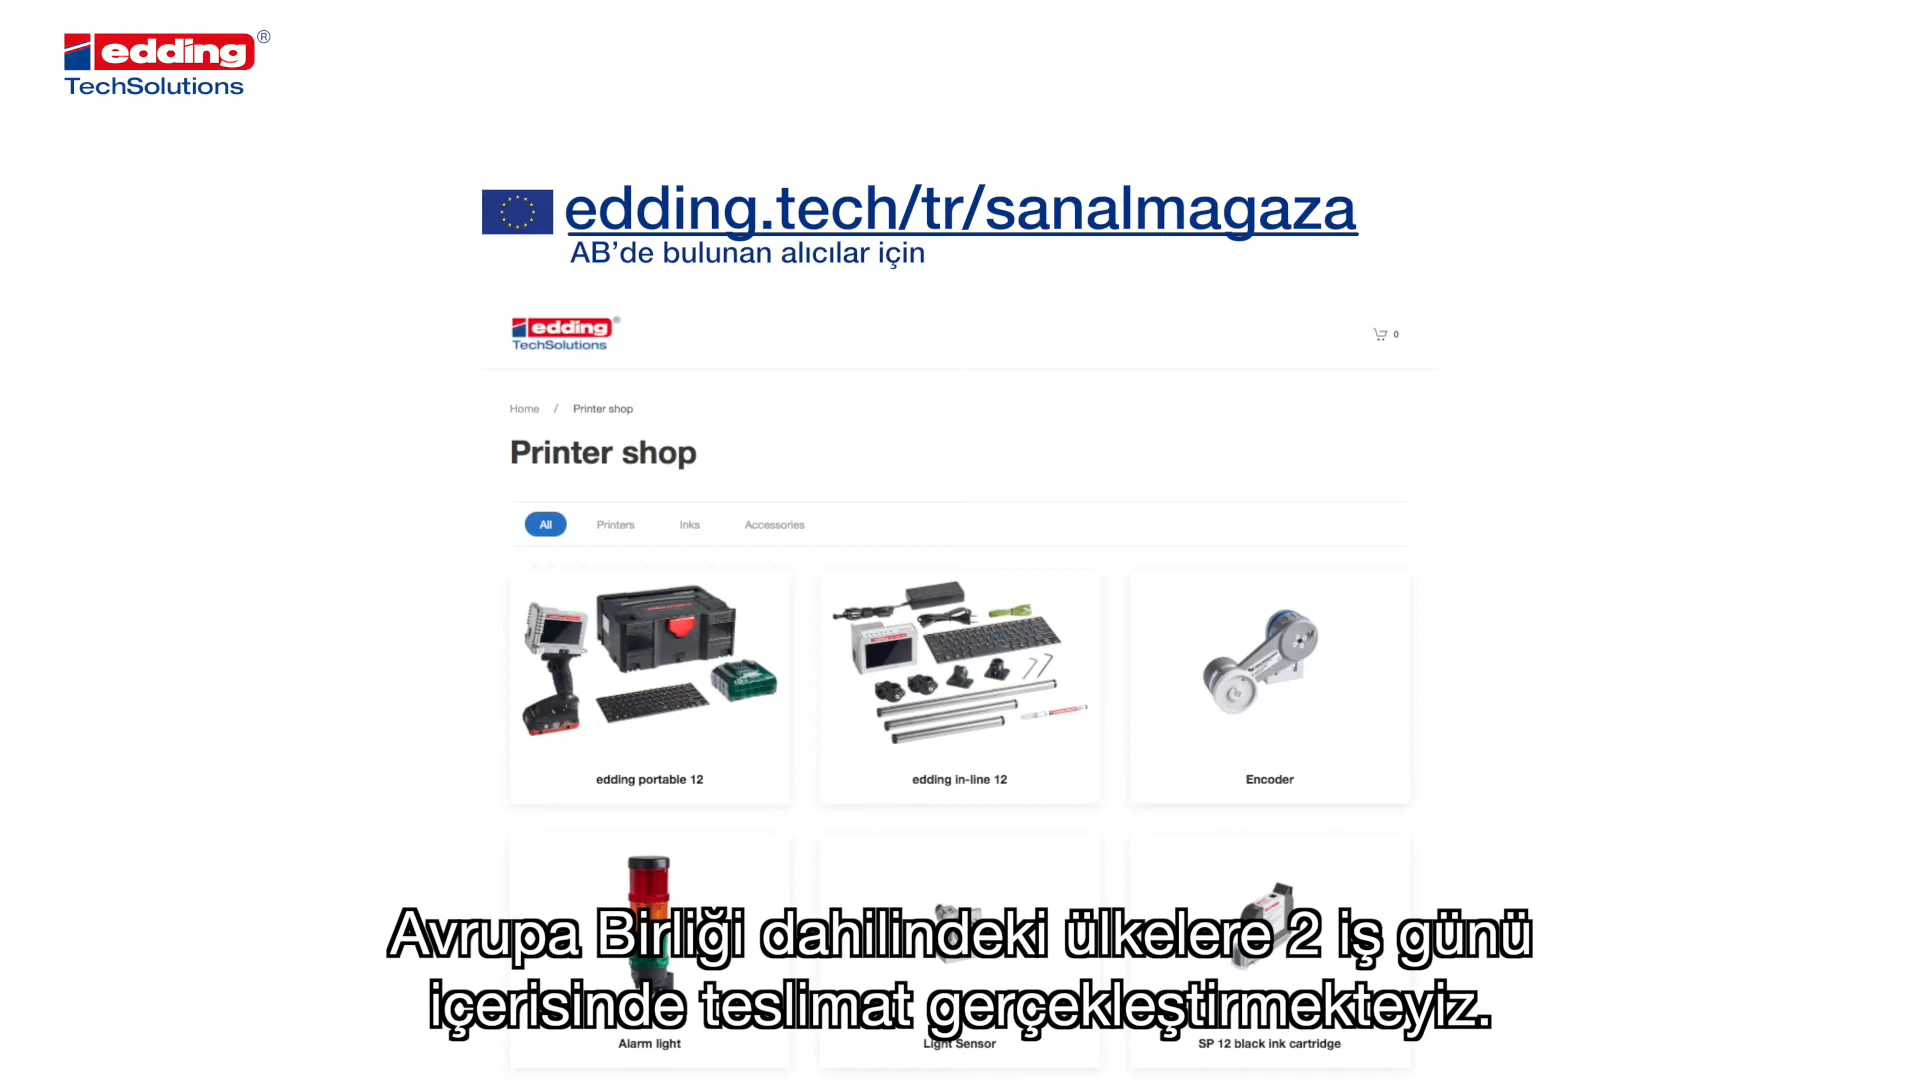 edding®
TechSolutions
edding.tech/tr/sanalmagaza
AB’de bulunan alıcılar için
edding
TechSolutions
0
Home / Printer shop
Printer shop
All Printers Inks Accessories
edding portable 12
edding in-line 12
Encoder
Avrupa Birliği dahilindeki ülkelere 2 iş günü
içerisinde teslimat gerçekleştirmekteyiz.
Alarm light
Light Sensor
SP 12 black ink cartridge